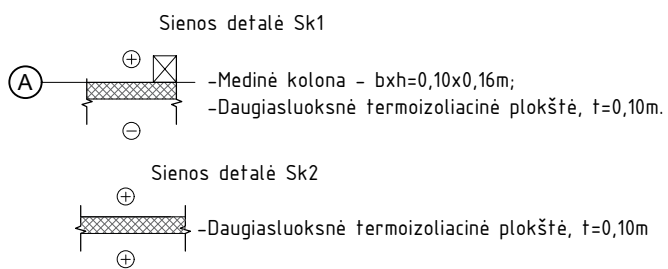 Sienos detalė Sk1
A
-Medinė kolona - bxh=0,10x0,16m;
-Daugiasluoksnė termoizoliacinė plokštė, t=0,10m.
Sienos detalė Sk2
-Daugiasluoksnė termoizoliacinė plokštė, t=0,10m